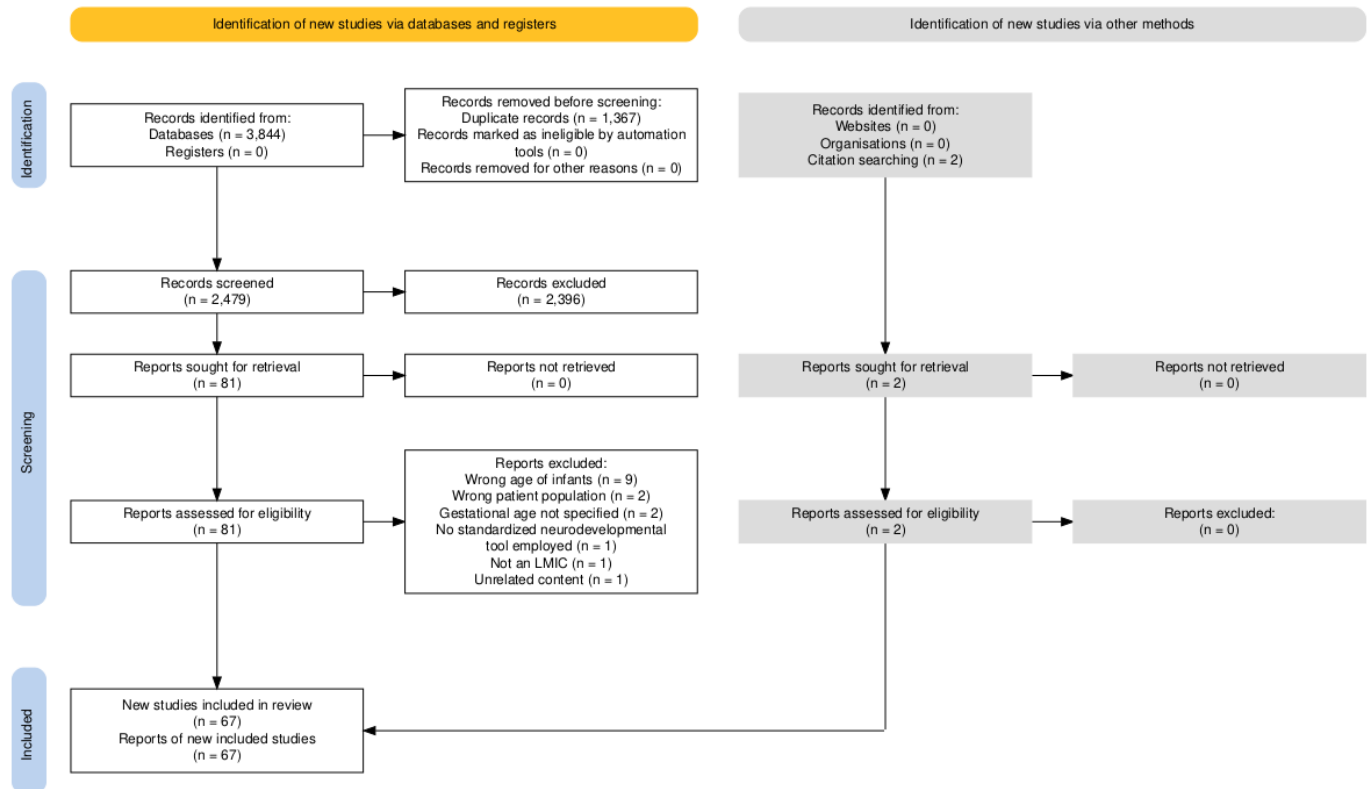 Identification of new studies via databases and registers
Identification of new studies via other methods
Identification
Records identified from:
Databases (n = 3,844)
Registers (n = 0)
Records removed before screening:
Duplicate records (n = 1,367)
Records marked as ineligible by automation
tools (n = 0)
Records removed for other reasons (n = 0)
Records identified from:
Websites (n = 0)
Organisations (n = 0)
Citation searching (n = 2)
Screening
Records screened
(n = 2,479)
Records excluded
(n = 2,396)
Reports sought for retrieval
(n = 81)
Reports not retrieved
(n = 0)
Reports sought for retrieval
(n = 2)
Reports not retrieved
(n = 0)
Reports assessed for eligibility
(n = 81)
Reports excluded:
Wrong age of infants (n = 9)
Wrong patient population (n = 2)
Gestational age not specified (n = 2)
No standardized neurodevelopmental
tool employed (n = 1)
Not an LMIC (n = 1)
Unrelated content (n = 1)
Reports assessed for eligibility
(n = 2)
Reports excluded:
(n = 0)
Included
New studies included in review
(n = 67)
Reports of new included studies
(n = 67)